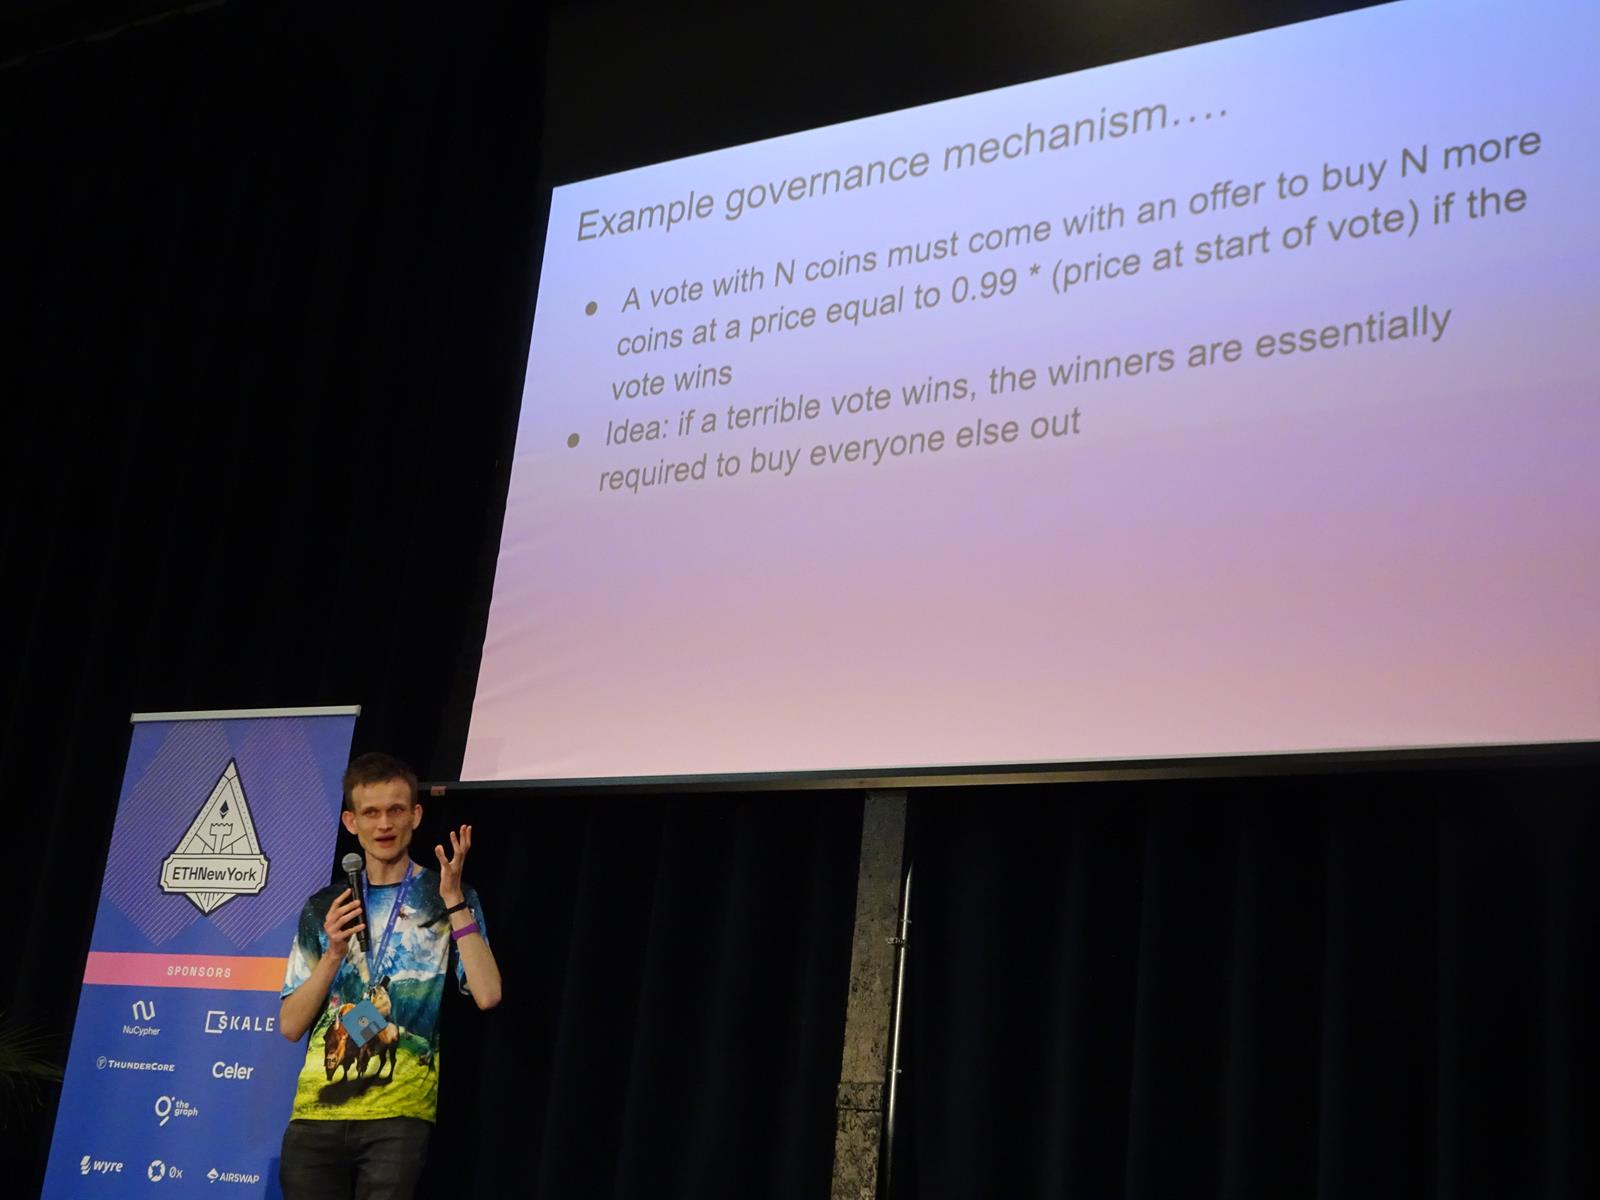 Example governance mechanism....
● A vote with N coins must come with an offer to buy N more
coins at a price equal to 0.99 * (price at start of vote) if the
vote wins
● Idea: if a terrible vote wins, the winners are essentially
required to buy everyone else out
ETHNewYork
SPONSORS
NuCypher
SKALE
THUNDERCORE
Celer
the
graph
wyre
0x
AIRSWAP